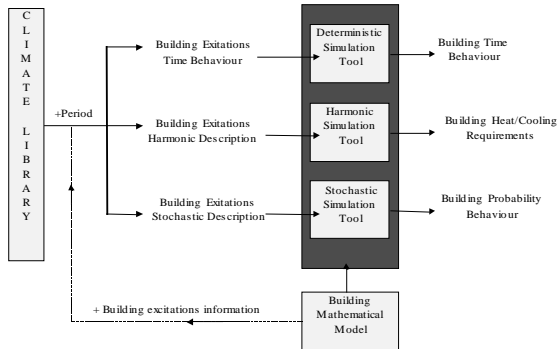 CLIMATE LIBRARY
+Period
Building Exitations
Time Behaviour
Deterministic
Simulation
Tool
Building Time
Behaviour
Building Exitations
Harmonic Description
Harmonic
Simulation
Tool
Building Heat/Cooling
Requirements
Building Exitations
Stochastic Description
Stochastic
Simulation
Tool
Building Probability
Behaviour
+ Building excitations information
Building
Mathematical
Model